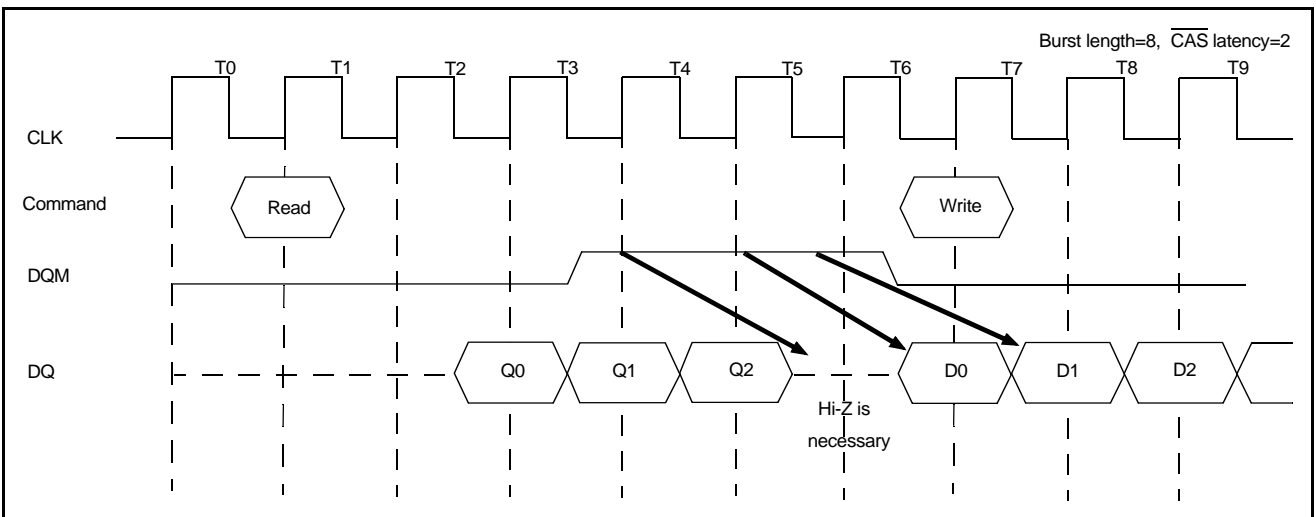 Burst length=8, CAS latency=2
T0 T1 T2 T3 T4 T5 T6 T7 T8 T9
CLK
Command Read Write
DQM
DQ Q0 Q1 Q2 D0 D1 D2
Hi-Z is
necessary